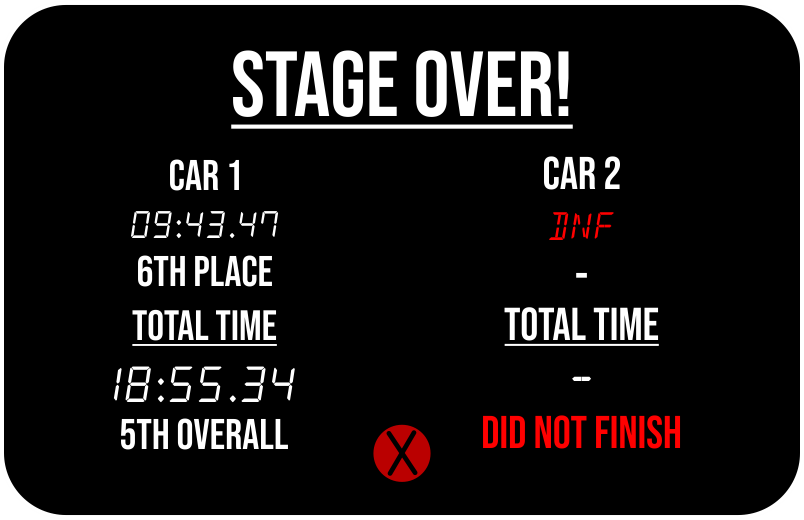 STAGE OVER!
CAR 1
09:43.47
6TH PLACE
TOTAL TIME
18:55.34
5TH OVERALL
CAR 2
DNF
-
TOTAL TIME
--
DID NOT FINISH
X